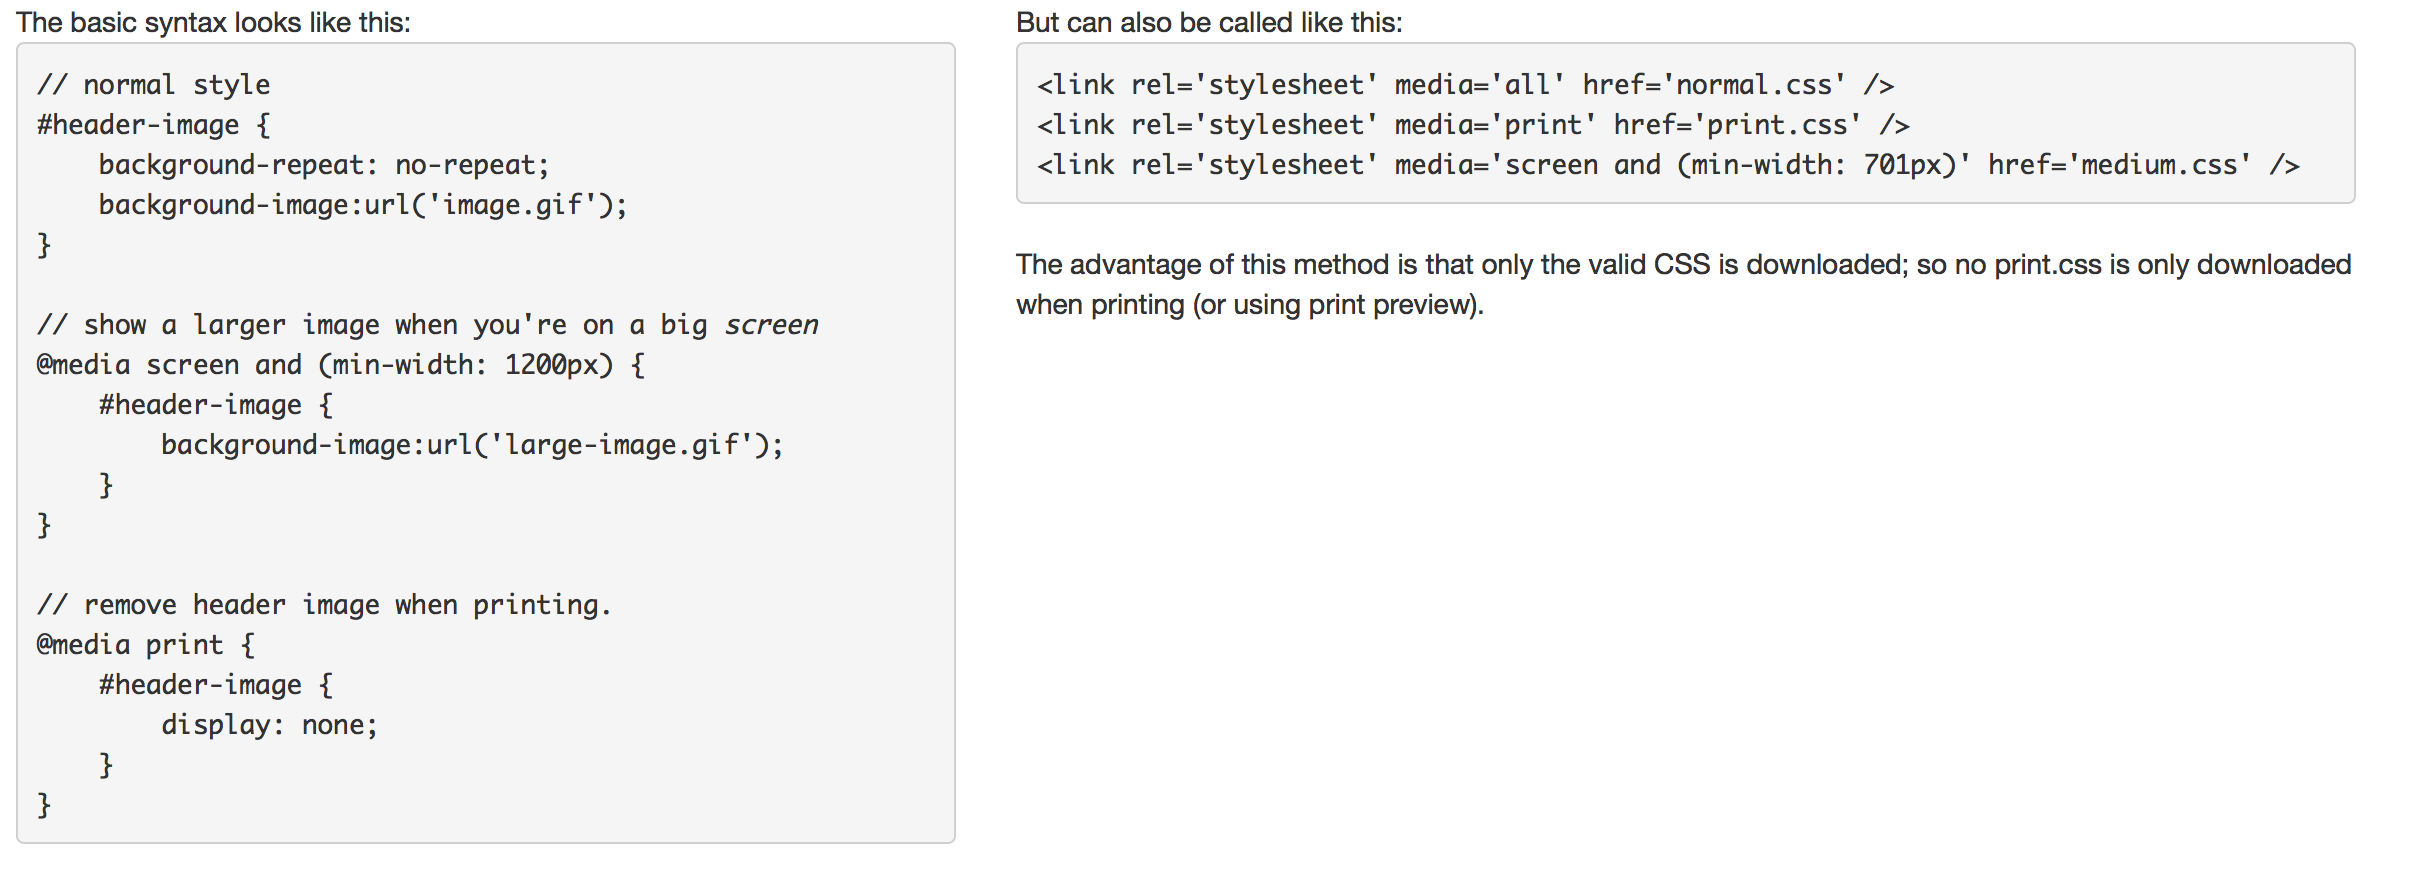 The basic syntax looks like this:
// normal style
#header-image {
    background-repeat: no-repeat;
    background-image:url('image.gif');
}

// show a larger image when you're on a big screen
@media screen and (min-width: 1200px) {
    #header-image {
        background-image:url('large-image.gif');
    }
}

// remove header image when printing.
@media print {
    #header-image {
        display: none;
    }
}
But can also be called like this:
<link rel='stylesheet' media='all' href='normal.css' />
<link rel='stylesheet' media='print' href='print.css' />
<link rel='stylesheet' media='screen and (min-width: 701px)' href='medium.css' />
The advantage of this method is that only the valid CSS is downloaded; so no print.css is only downloaded
when printing (or using print preview).